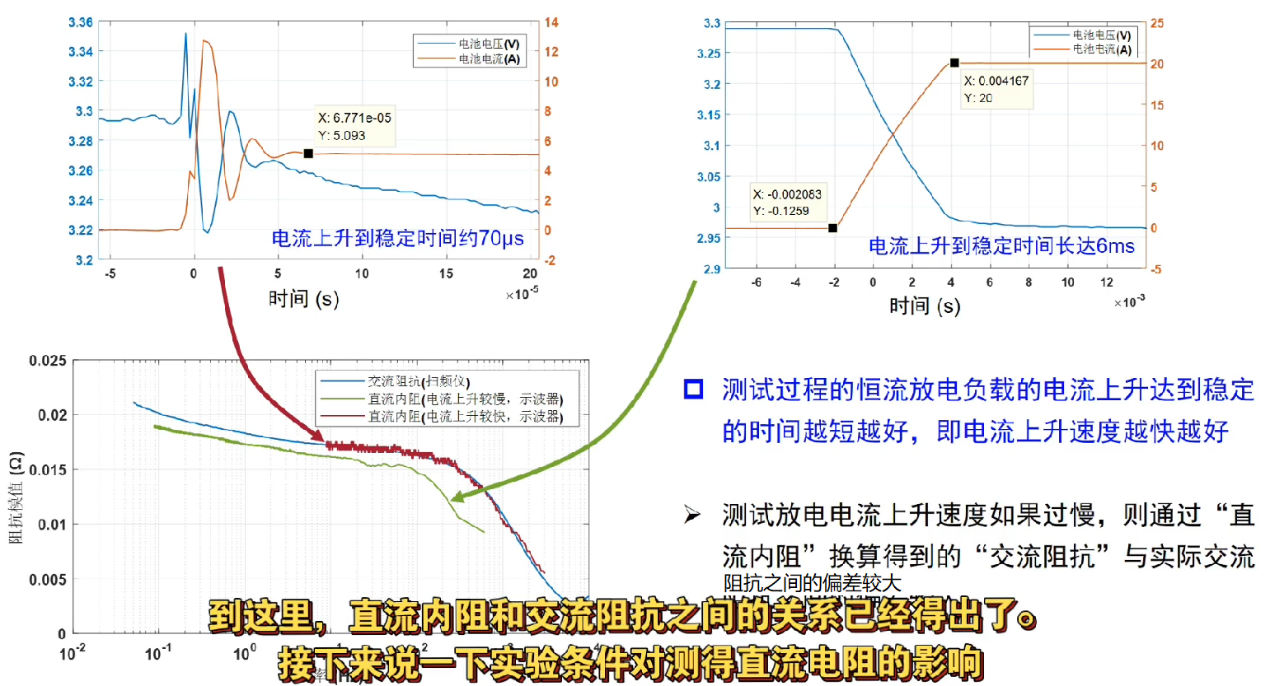 3.36
3.34
3.32
3.3
3.28
3.26
3.24
3.22
3.2
14
12
10
8
6
4
2
0
-2
电池电压(V)
电池电流(A)
X: 6.771e-05
Y: 5.093
电流上升到稳定时间约70μs
-5
0
5
10
15
20
×10⁻⁵
时间 (s)
3.3
3.25
3.2
3.15
3.1
3.05
3
2.95
2.9
25
20
15
10
5
0
-5
电池电压(V)
电池电流(A)
X: 0.004167
Y: 20
X: -0.002083
Y: -0.1259
电流上升到稳定时间长达6ms
-6
-4
-2
0
2
4
6
8
10
12
×10⁻³
时间 (s)
0.025
0.02
0.015
0.01
0.005
0
阻抗模值 (Ω)
交流阻抗(扫频仪)
直流内阻(电流上升较慢，示波器)
直流内阻(电流上升较快，示波器)
10⁻²
10⁻¹
10⁰
10²
测试过程的恒流放电负载的电流上升达到稳定
的时间越短越好，即电流上升速度越快越好
测试放电电流上升速度如果过慢，则通过“直
流内阻”换算得到的“交流阻抗”与实际交流
阻抗之间的偏差较大
到这里，直流内阻和交流阻抗之间的关系已经得出了。
接下来说一下实验条件对测得直流电阻的影响